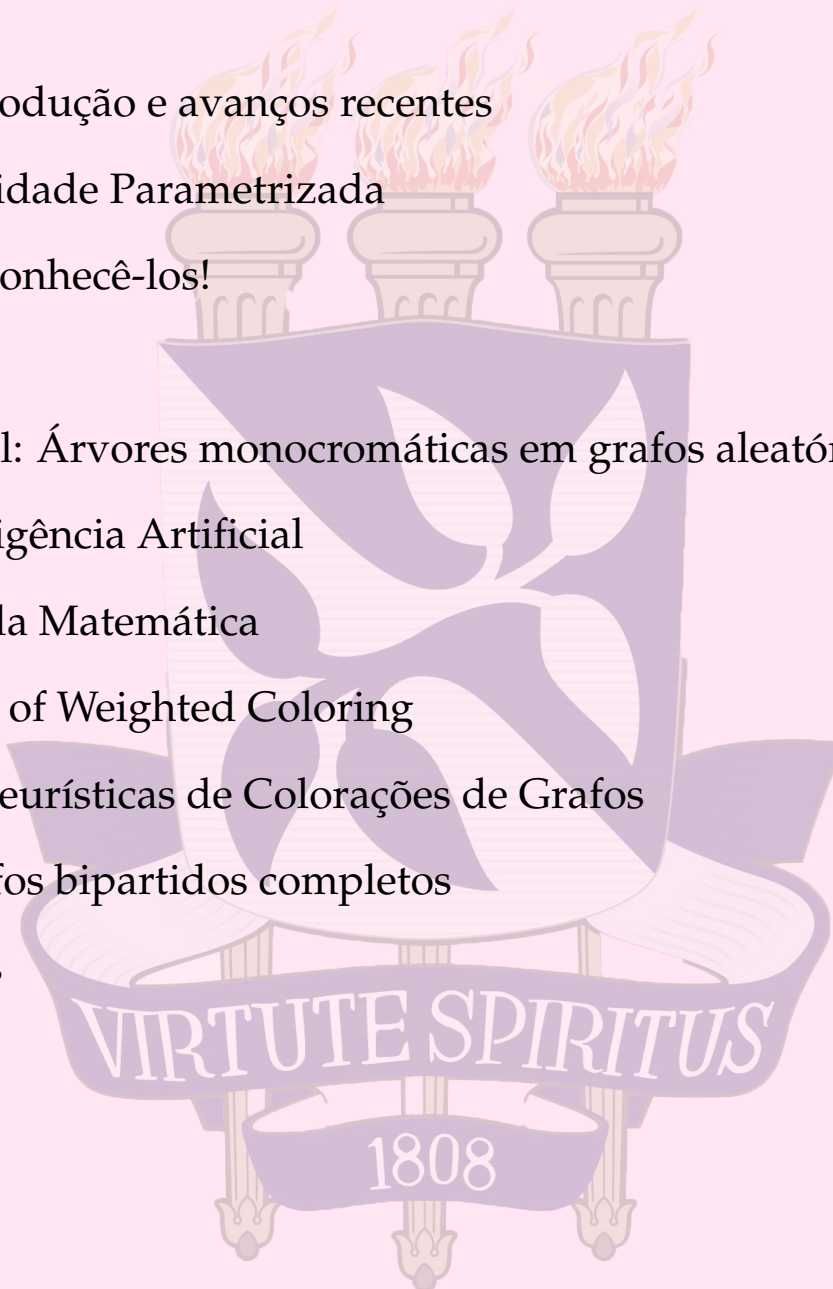 odução e avanços recentes
idade Parametrizada
onhecê-los!
l: Árvores monocromáticas em grafos aleatór
igência Artificial
la Matemática
of Weighted Coloring
eurísticas de Colorações de Grafos
fos bipartidos completos
VIRTUTE SPIRITUS
1808